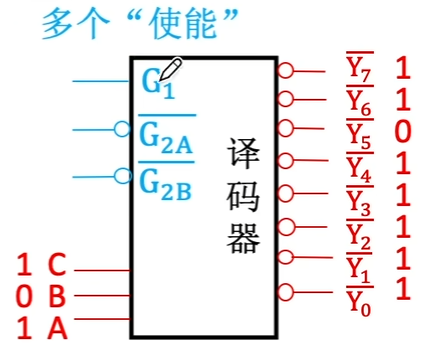 多个“使能”
G₁
$\overline{G_{2A}}$
$\overline{G_{2B}}$
译码器
1 C
0 B
1 A
$\overline{Y_7}$ 1
$\overline{Y_6}$ 1
$\overline{Y_5}$ 0
$\overline{Y_4}$ 1
$\overline{Y_3}$ 1
$\overline{Y_2}$ 1
$\overline{Y_1}$ 1
$\overline{Y_0}$ 1